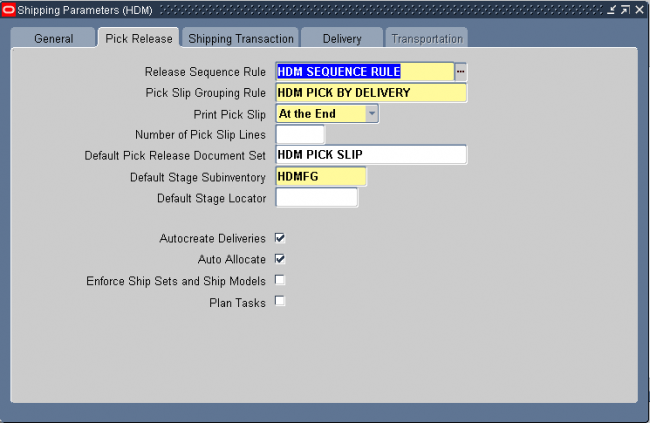 Shipping Parameters (HDM)
General Pick Release Shipping Transaction Delivery Transportation
Release Sequence Rule HDM SEQUENCE RULE ...
Pick Slip Grouping Rule HDM PICK BY DELIVERY
Print Pick Slip At the End
Number of Pick Slip Lines
Default Pick Release Document Set HDM PICK SLIP
Default Stage Subinventory HDMFG
Default Stage Locator
Autocreate Deliveries
Auto Allocate
Enforce Ship Sets and Ship Models
Plan Tasks